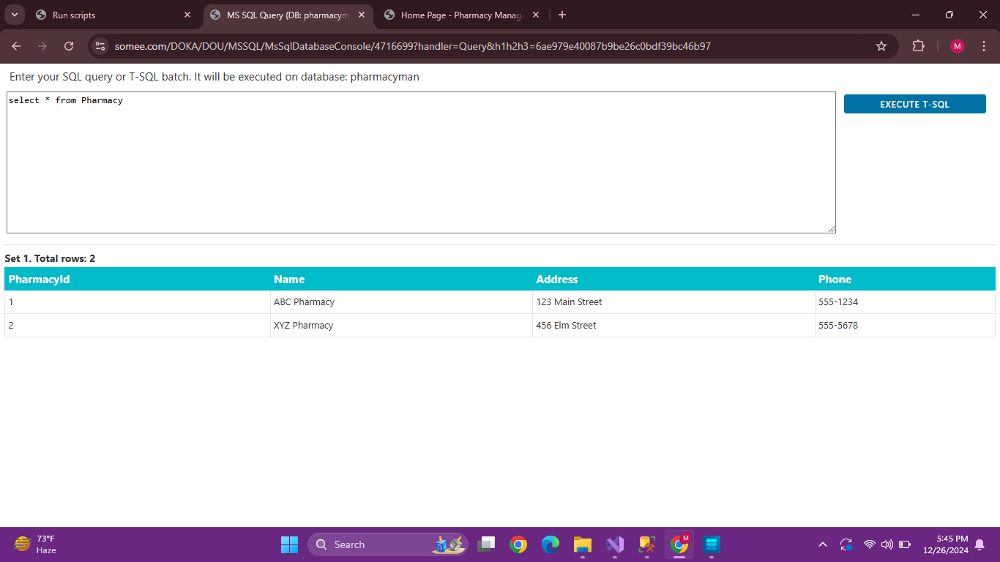 Run scripts
MS SQL Query (DB: pharmacym
Home Page - Pharmacy Manag
somee.com/DOKA/DOU/MSSQL/MsSqlDatabaseConsole/4716699?handler=Query&h1h2h3=6ae979e40087b9be26c0bdf39bc46b97
M
Enter your SQL query or T-SQL batch. It will be executed on database: pharmacyman
select * from Pharmacy
EXECUTE T-SQL
Set 1. Total rows: 2
PharmacyId Name Address Phone
1 ABC Pharmacy 123 Main Street 555-1234
2 XYZ Pharmacy 456 Elm Street 555-5678
73°F
Haze
Search
M
5:45 PM
12/26/2024